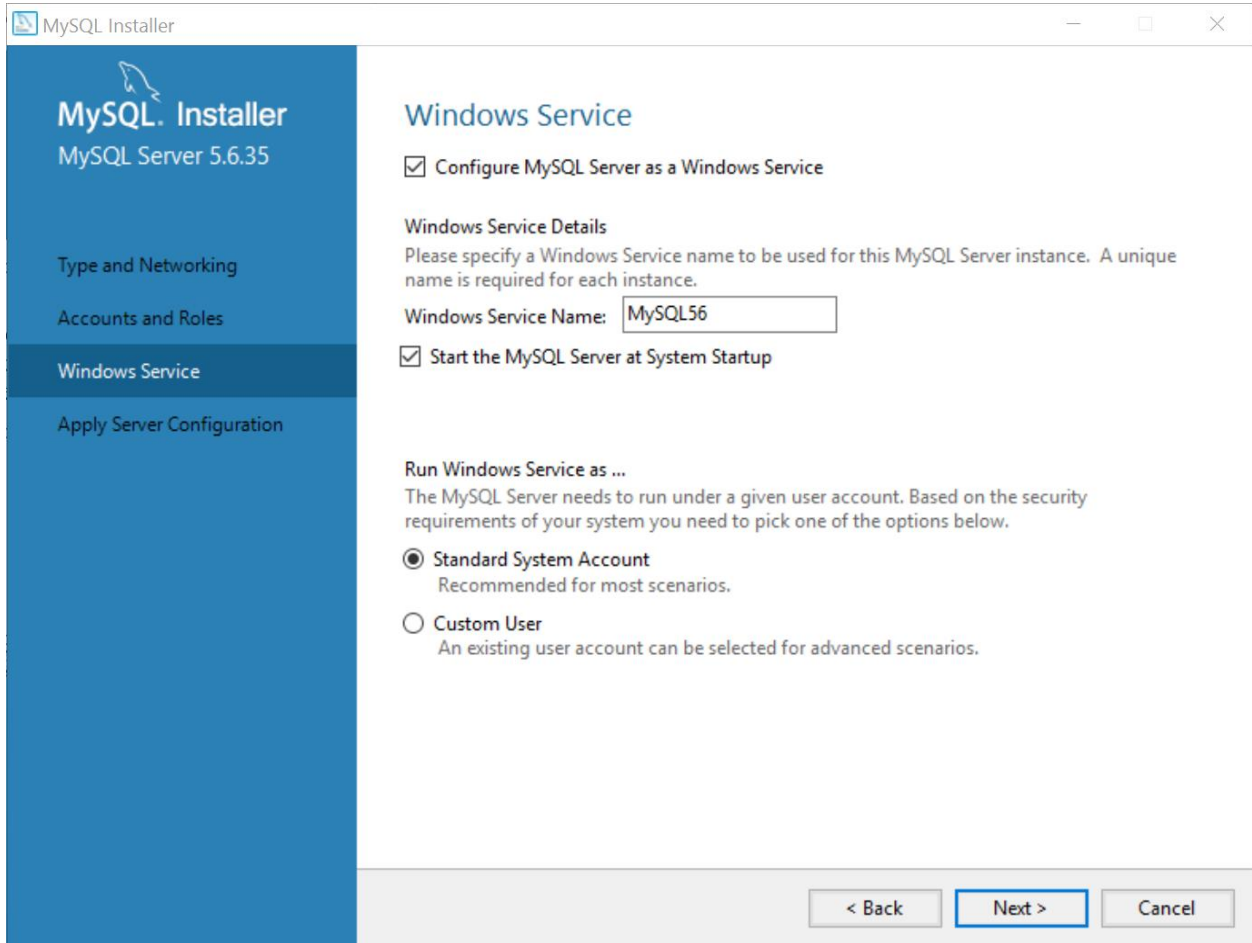 MySQL Installer
MySQL. Installer
MySQL Server 5.6.35
Type and Networking
Accounts and Roles
Windows Service
Apply Server Configuration
Windows Service
Configure MySQL Server as a Windows Service
Windows Service Details
Please specify a Windows Service name to be used for this MySQL Server instance.  A unique
name is required for each instance.
Windows Service Name: MySQL56
Start the MySQL Server at System Startup
Run Windows Service as ...
The MySQL Server needs to run under a given user account. Based on the security
requirements of your system you need to pick one of the options below.
Standard System Account
Recommended for most scenarios.
Custom User
An existing user account can be selected for advanced scenarios.
< Back Next > Cancel